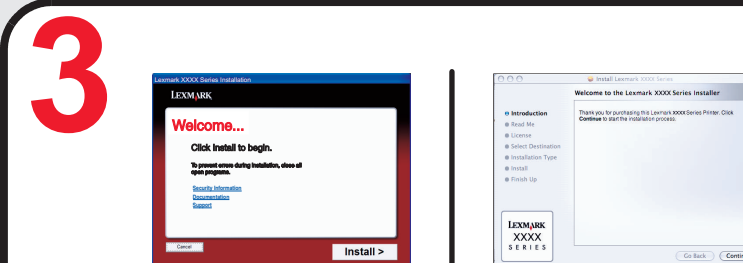 3
Lexmark XXXX Series Installation
LEXMARK
Welcome...
Click Install to begin.
To prevent errors during installation, close all
open programs.
Security Information
Documentation
Support
Cancel
Install >
Install Lexmark XXXX Series
Welcome to the Lexmark XXXX Series Installer
Introduction
Read Me
License
Select Destination
Installation Type
Install
Finish Up
Thank you for purchasing this Lexmark XXXX Series Printer. Click
Continue to start the installation process.
LEXMARK
XXXX
SERIES
Go Back